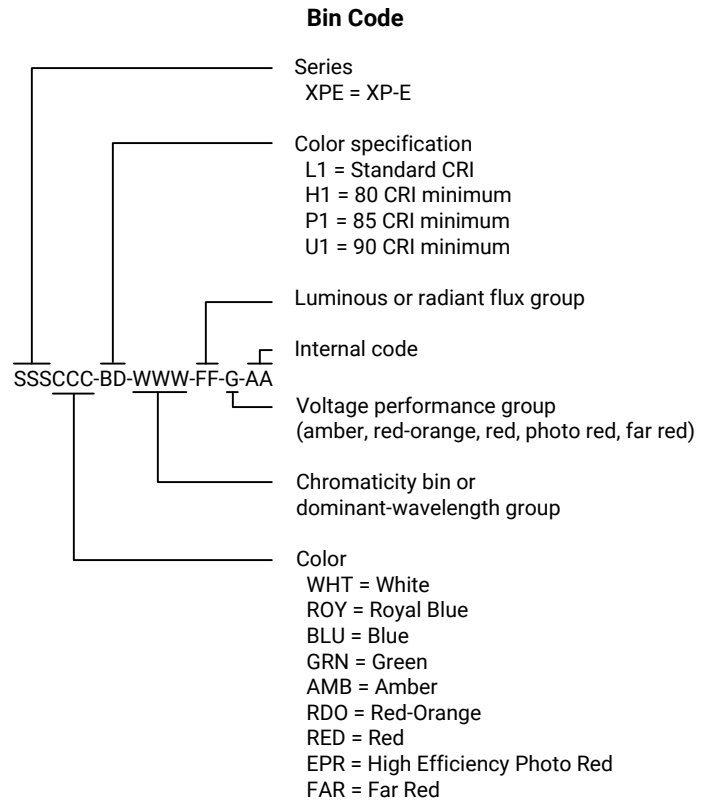 Bin Code
Series
XPE = XP-E
Color specification
L1 = Standard CRI
H1 = 80 CRI minimum
P1 = 85 CRI minimum
U1 = 90 CRI minimum
Luminous or radiant flux group
Internal code
SSSCCC-BD-WWW-FF-G-AA
Voltage performance group
(amber, red-orange, red, photo red, far red)
Chromaticity bin or
dominant-wavelength group
Color
WHT = White
ROY = Royal Blue
BLU = Blue
GRN = Green
AMB = Amber
RDO = Red-Orange
RED = Red
EPR = High Efficiency Photo Red
FAR = Far Red